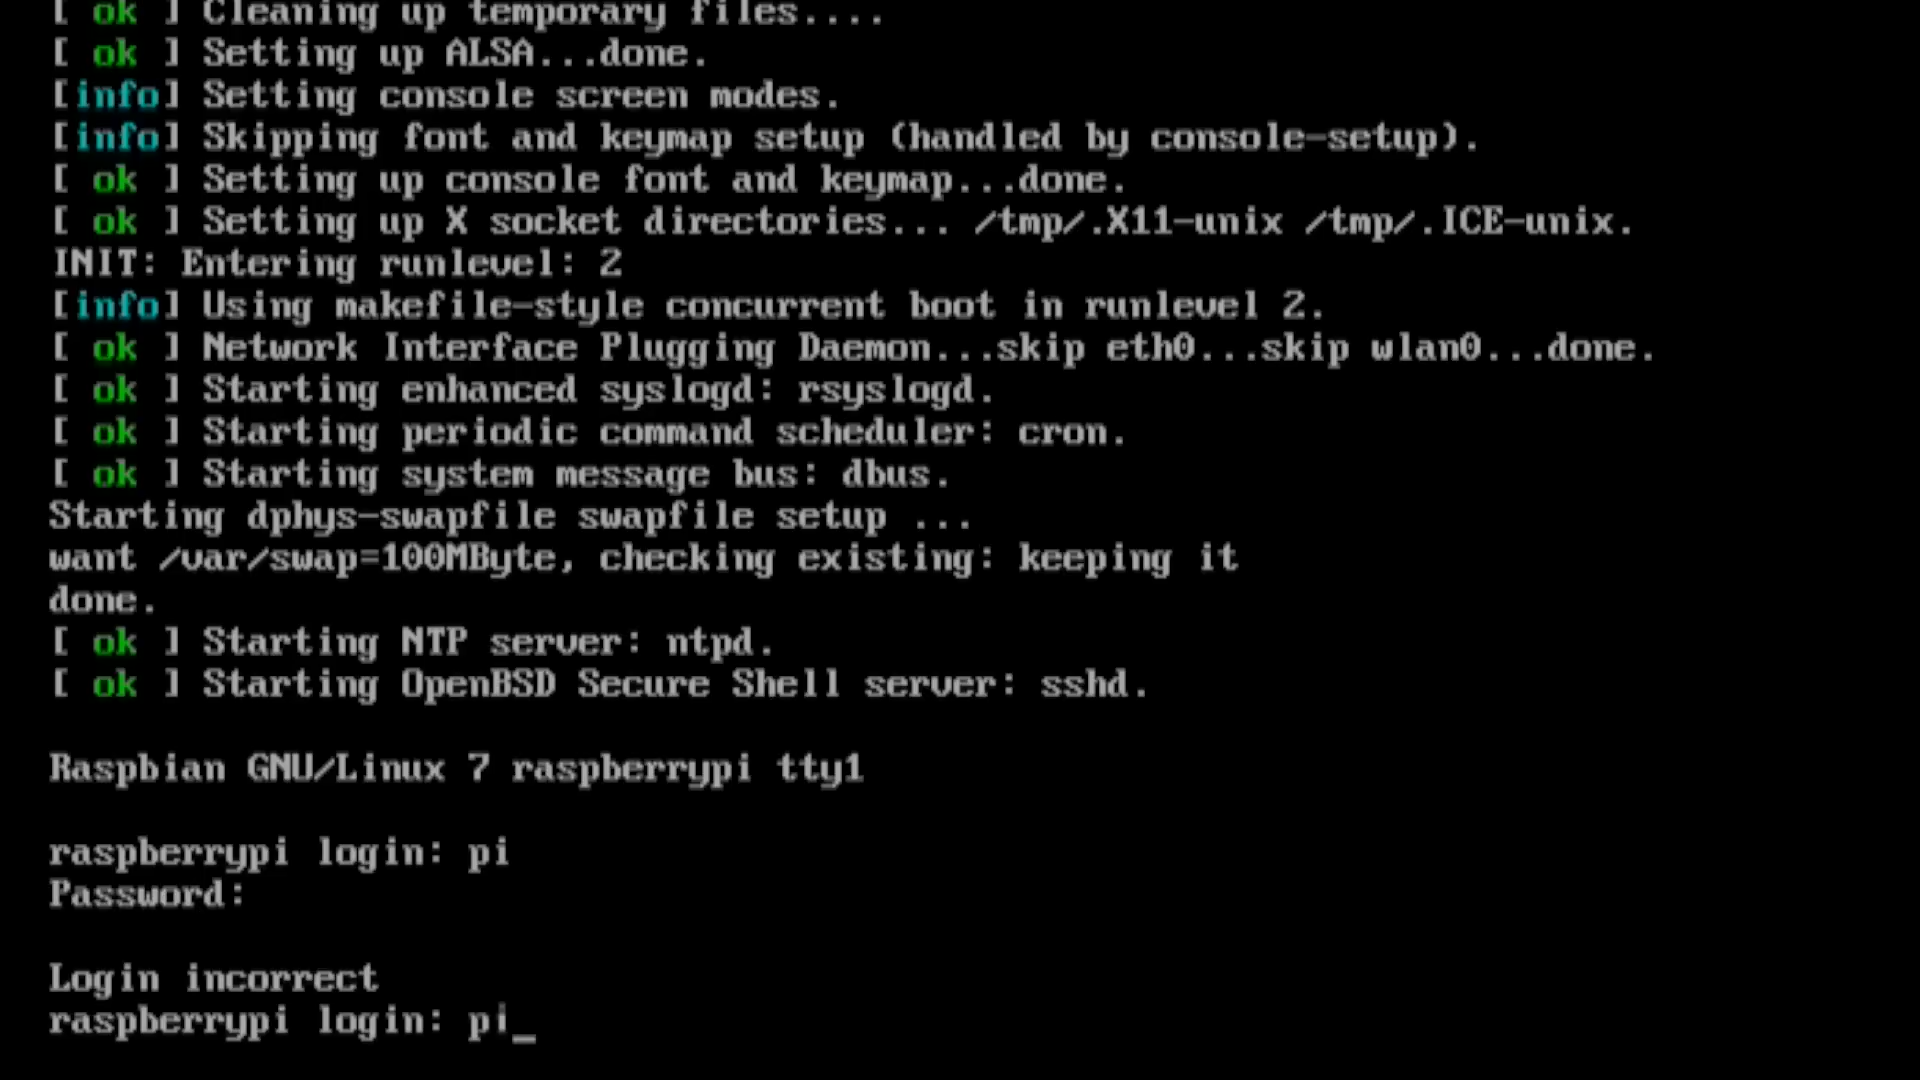 [ ok ] Cleaning up temporary files....
[ ok ] Setting up ALSA...done.
[info] Setting console screen modes.
[info] Skipping font and keymap setup (handled by console-setup).
[ ok ] Setting up console font and keymap...done.
[ ok ] Setting up X socket directories... /tmp/.X11-unix /tmp/.ICE-unix.
INIT: Entering runlevel: 2
[info] Using makefile-style concurrent boot in runlevel 2.
[ ok ] Network Interface Plugging Daemon...skip eth0...skip wlan0...done.
[ ok ] Starting enhanced syslogd: rsyslogd.
[ ok ] Starting periodic command scheduler: cron.
[ ok ] Starting system message bus: dbus.
Starting dphys-swapfile swapfile setup ...
want /var/swap=100MByte, checking existing: keeping it
done.
[ ok ] Starting NTP server: ntpd.
[ ok ] Starting OpenBSD Secure Shell server: sshd.
Raspbian GNU/Linux 7 raspberrypi tty1
raspberrypi login: pi
Password:
Login incorrect
raspberrypi login: pi_